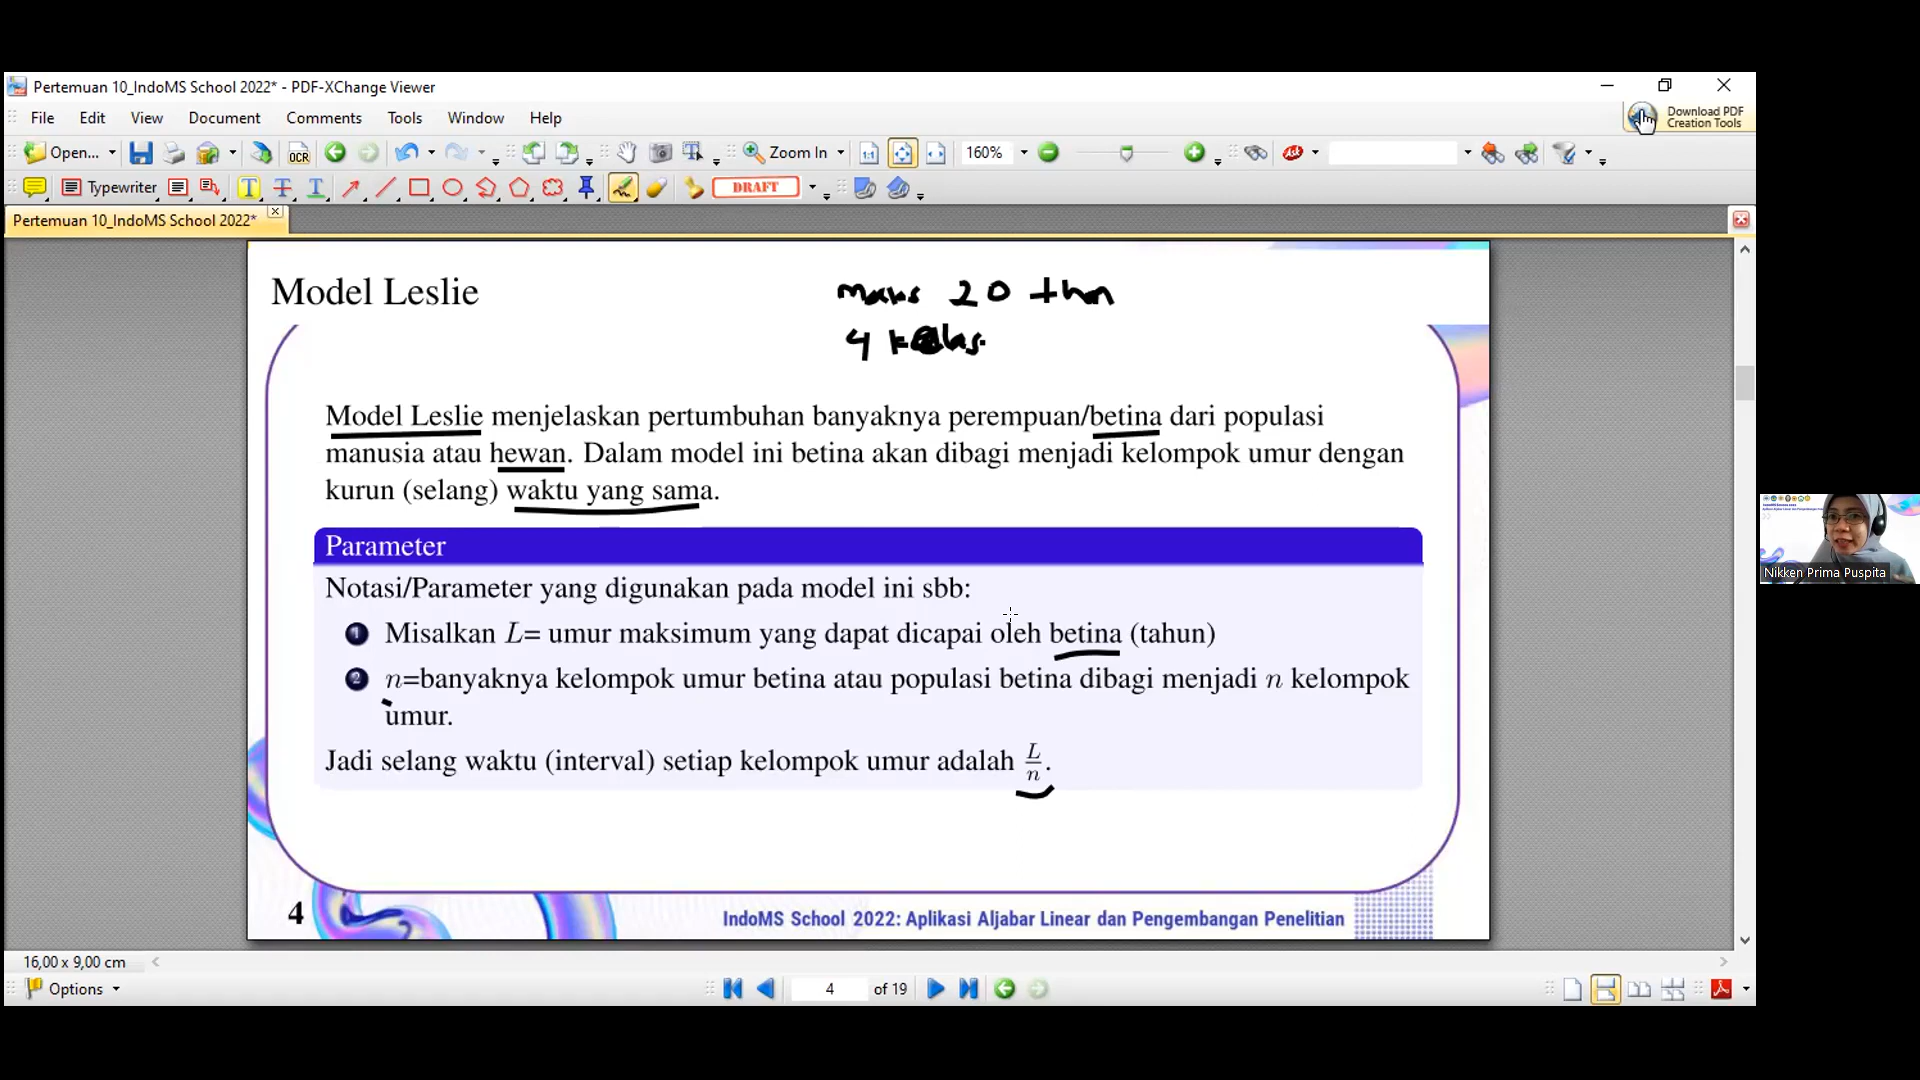 Pertemuan 10_IndoMS School 2022* - PDF-XChange Viewer
File Edit View Document Comments Tools Window Help
Download PDF
Creation Tools
Open... OCR Zoom In 1:1 160% Ask
Typewriter T T T DRAFT
Pertemuan 10_IndoMS School 2022*
Model Leslie
maks 20 thn
4 kelas.
Model Leslie menjelaskan pertumbuhan banyaknya perempuan/betina dari populasi
manusia atau hewan. Dalam model ini betina akan dibagi menjadi kelompok umur dengan
kurun (selang) waktu yang sama.
Parameter
Notasi/Parameter yang digunakan pada model ini sbb:
1 Misalkan L= umur maksimum yang dapat dicapai oleh betina (tahun)
2 n=banyaknya kelompok umur betina atau populasi betina dibagi menjadi n kelompok
umur.
Jadi selang waktu (interval) setiap kelompok umur adalah L/n.
4 IndoMS School 2022: Aplikasi Aljabar Linear dan Pengembangan Penelitian
Nikken Prima Puspita
16,00 x 9,00 cm
Options 4 of 19